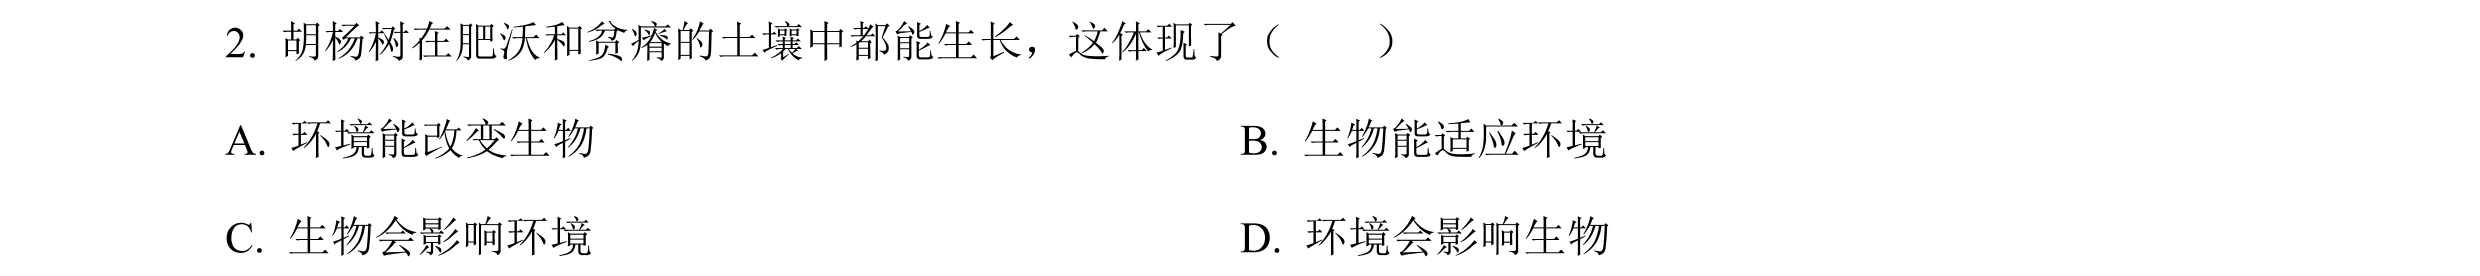 2. 胡杨树在肥沃和贫瘠的土壤中都能生长，这体现了（　　）
A. 环境能改变生物 B. 生物能适应环境
C. 生物会影响环境 D. 环境会影响生物